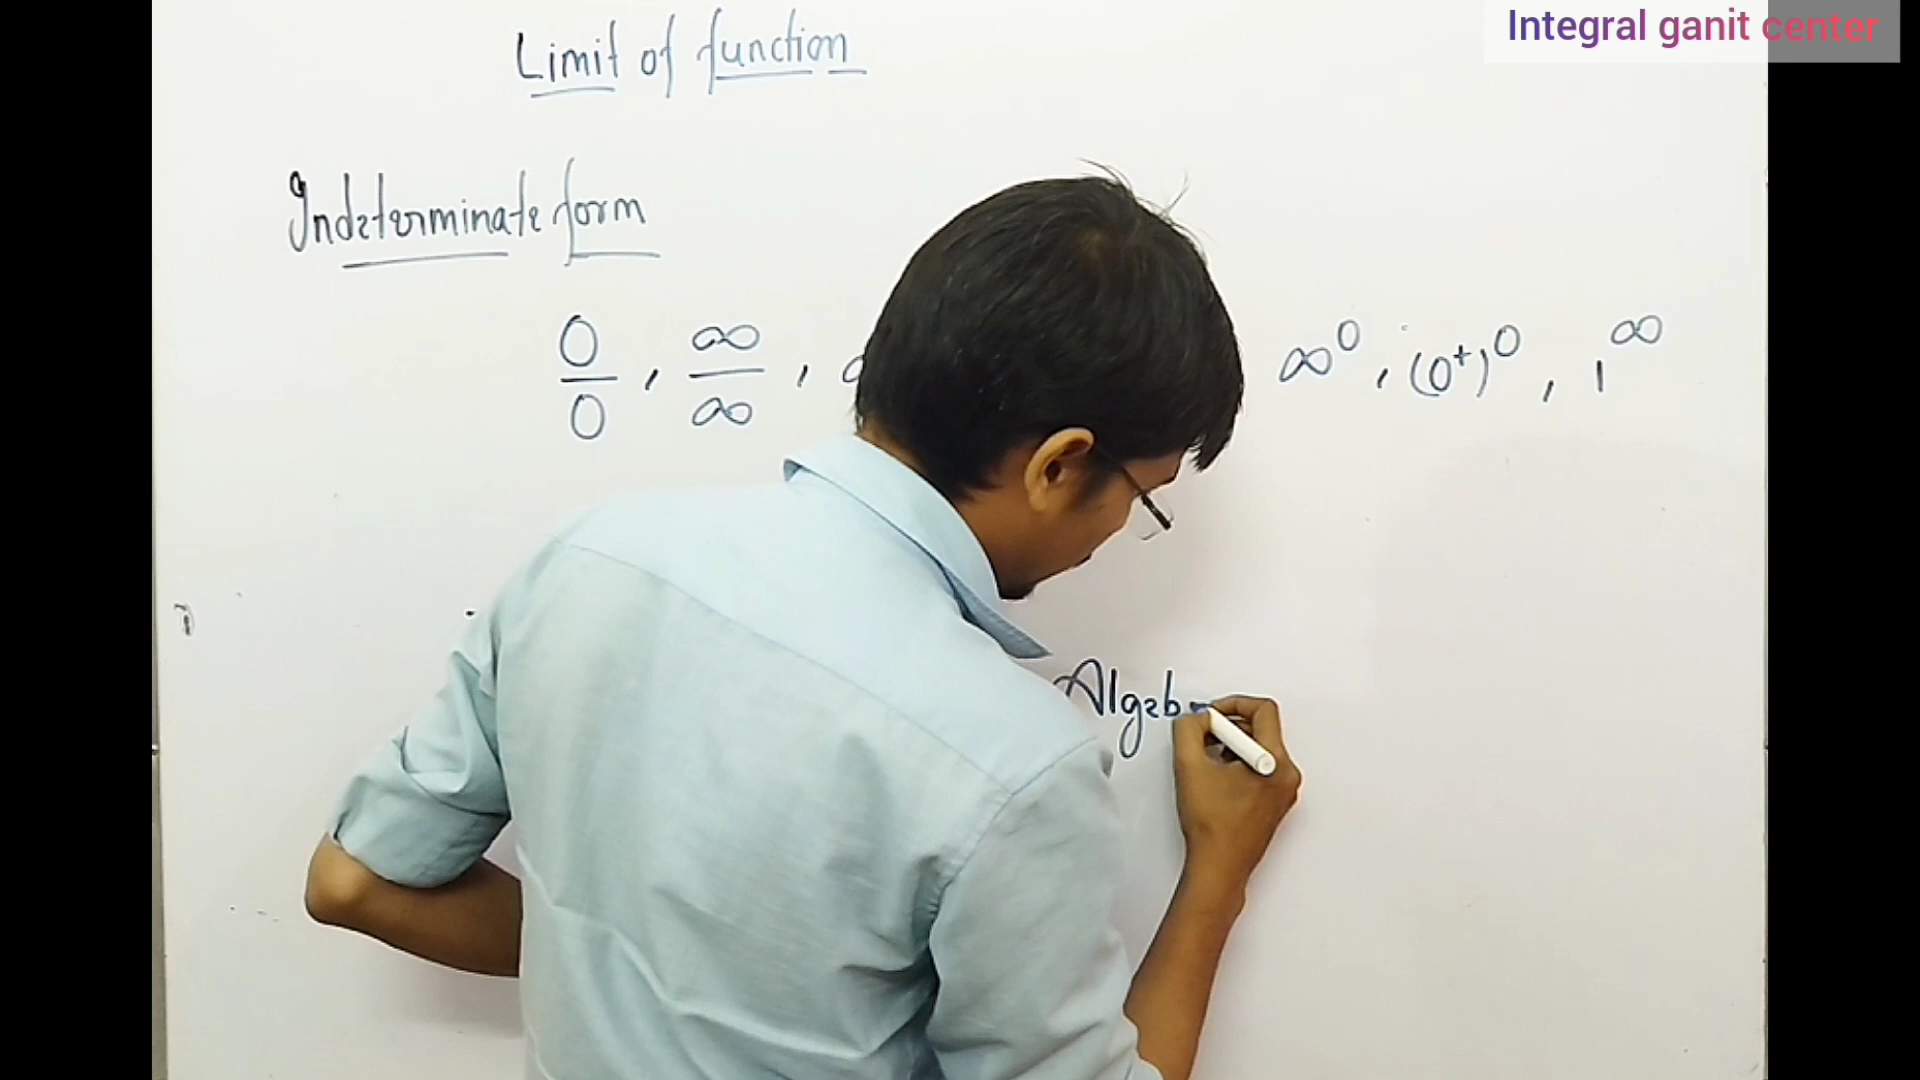 Integral ganit center
Limit of function
Indeterminate form
0/0 , ∞/∞ , ∞⁰ , (0⁺)⁰ , 1^∞
Algeb